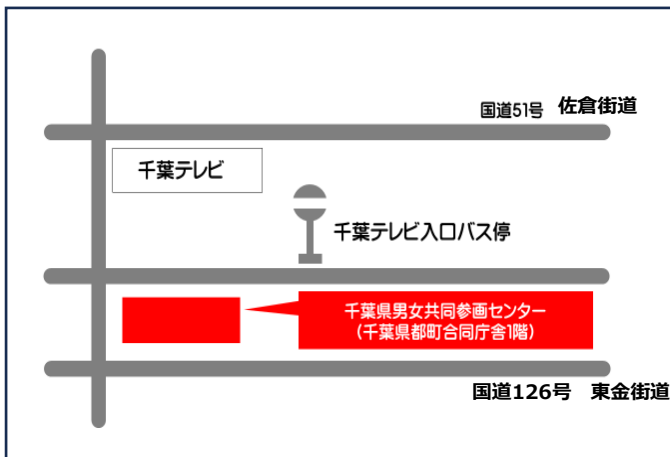 国道51号 佐倉街道
千葉テレビ
千葉テレビ入口バス停
千葉県男女共同参画センター
(千葉県都町合同庁舎1階)
国道126号 東金街道